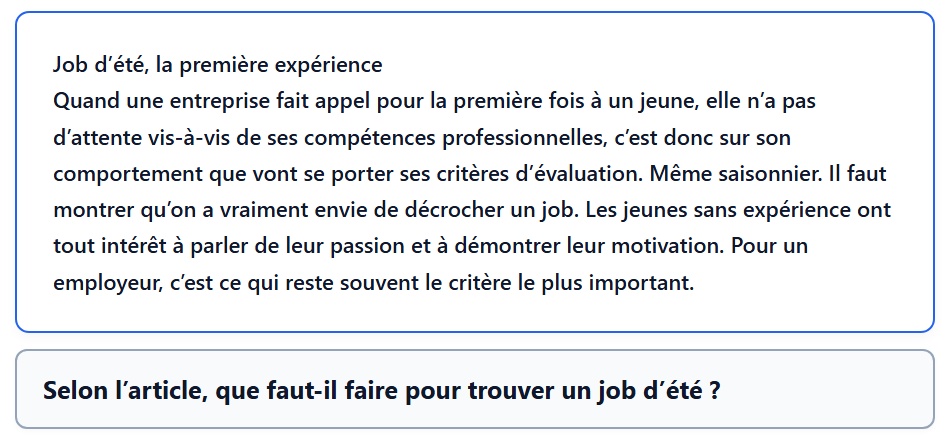 Job d’été, la première expérience
Quand une entreprise fait appel pour la première fois à un jeune, elle n’a pas
d’attente vis-à-vis de ses compétences professionnelles, c’est donc sur son
comportement que vont se porter ses critères d’évaluation. Même saisonnier. Il faut
montrer qu’on a vraiment envie de décrocher un job. Les jeunes sans expérience ont
tout intérêt à parler de leur passion et à démontrer leur motivation. Pour un
employeur, c’est ce qui reste souvent le critère le plus important.
Selon l’article, que faut-il faire pour trouver un job d’été ?